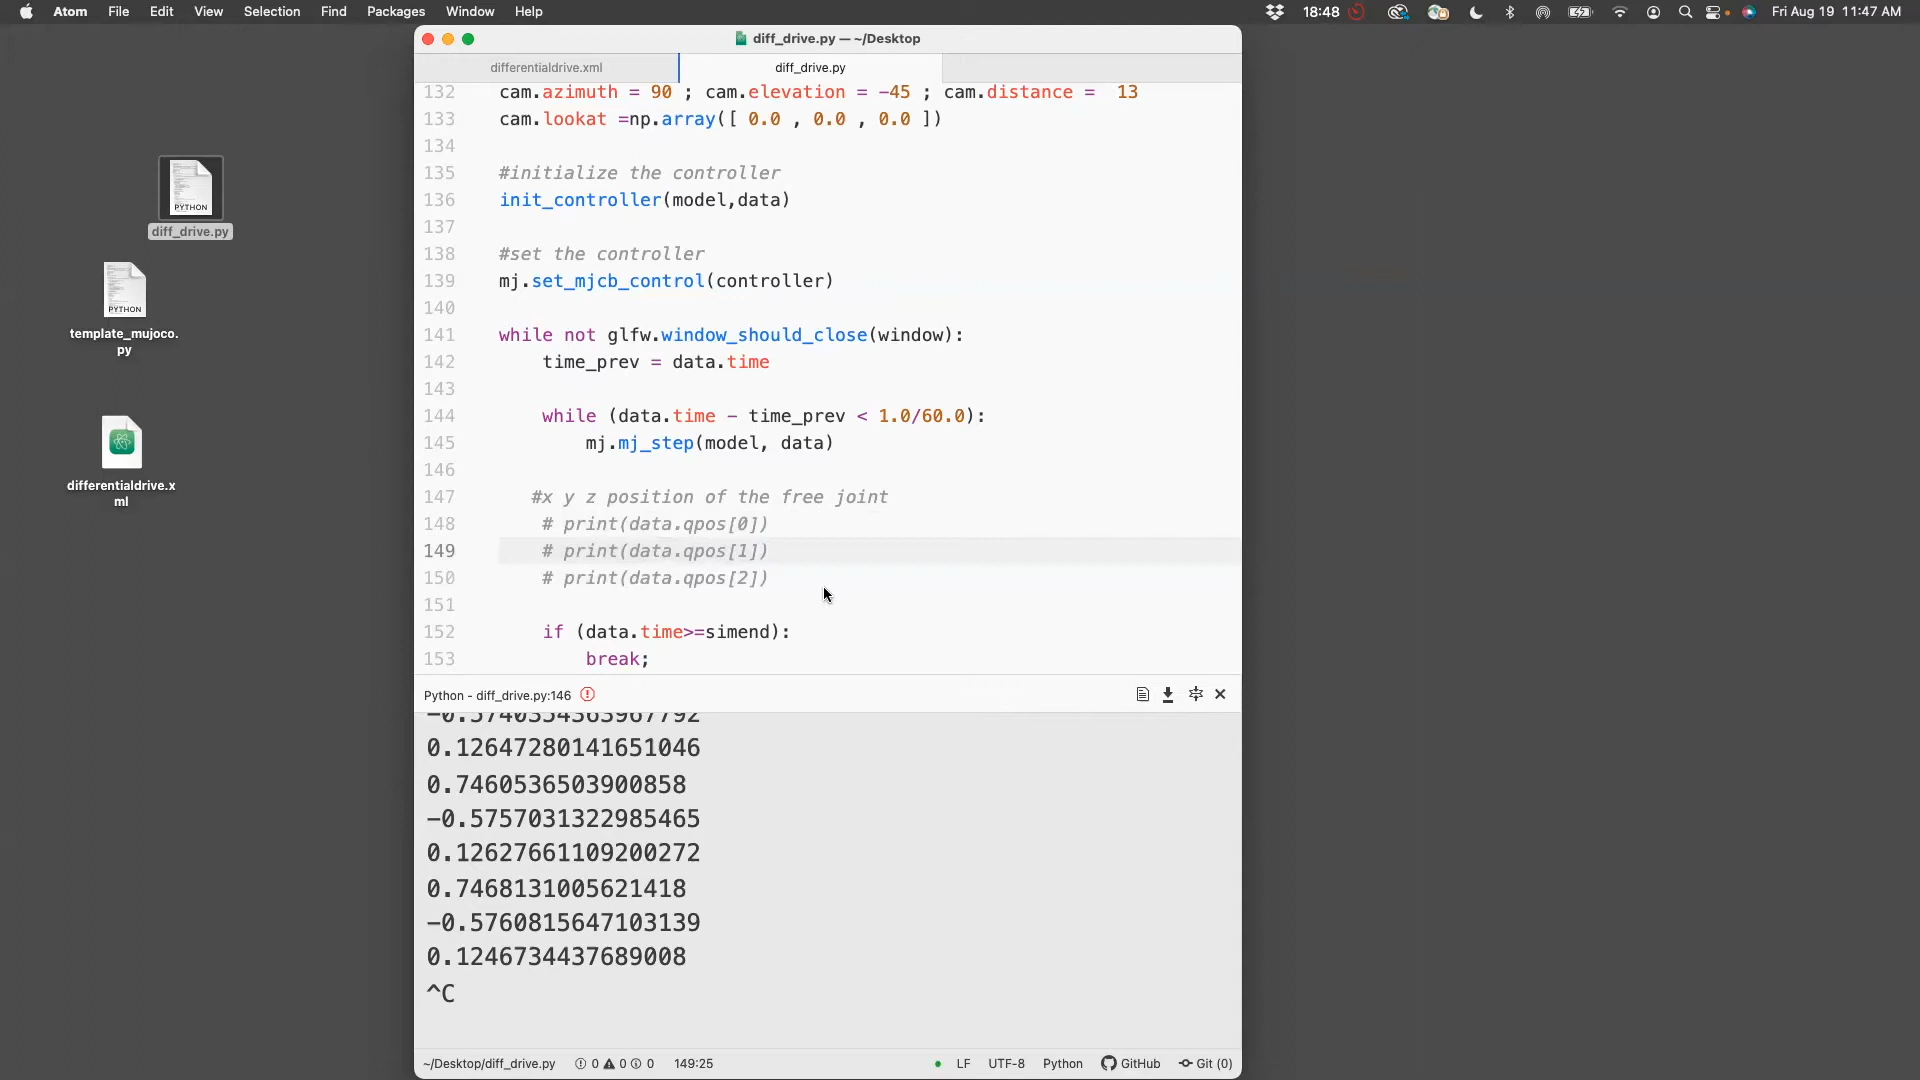 Atom File Edit View Selection Find Packages Window Help
18:48 Fri Aug 19 11:47 AM
diff_drive.py — ~/Desktop
differentialdrive.xml diff_drive.py
PYTHON
diff_drive.py
PYTHON
template_mujoco.
py
differentialdrive.x
ml
132 cam.azimuth = 90 ; cam.elevation = -45 ; cam.distance = 13
133 cam.lookat =np.array([ 0.0 , 0.0 , 0.0 ])
134
135 #initialize the controller
136 init_controller(model,data)
137
138 #set the controller
139 mj.set_mjcb_control(controller)
140
141 while not glfw.window_should_close(window):
142 time_prev = data.time
143
144 while (data.time - time_prev < 1.0/60.0):
145 mj.mj_step(model, data)
146
147 #x y z position of the free joint
148 # print(data.qpos[0])
149 # print(data.qpos[1])
150 # print(data.qpos[2])
151
152 if (data.time>=simend):
153 break;
Python - diff_drive.py:146
-0.5740354363967792
0.12647280141651046
0.7460536503900858
-0.5757031322985465
0.12627661109200272
0.7468131005621418
-0.5760815647103139
0.1246734437689008
^C
~/Desktop/diff_drive.py 0 0 0 149:25 LF UTF-8 Python GitHub Git (0)